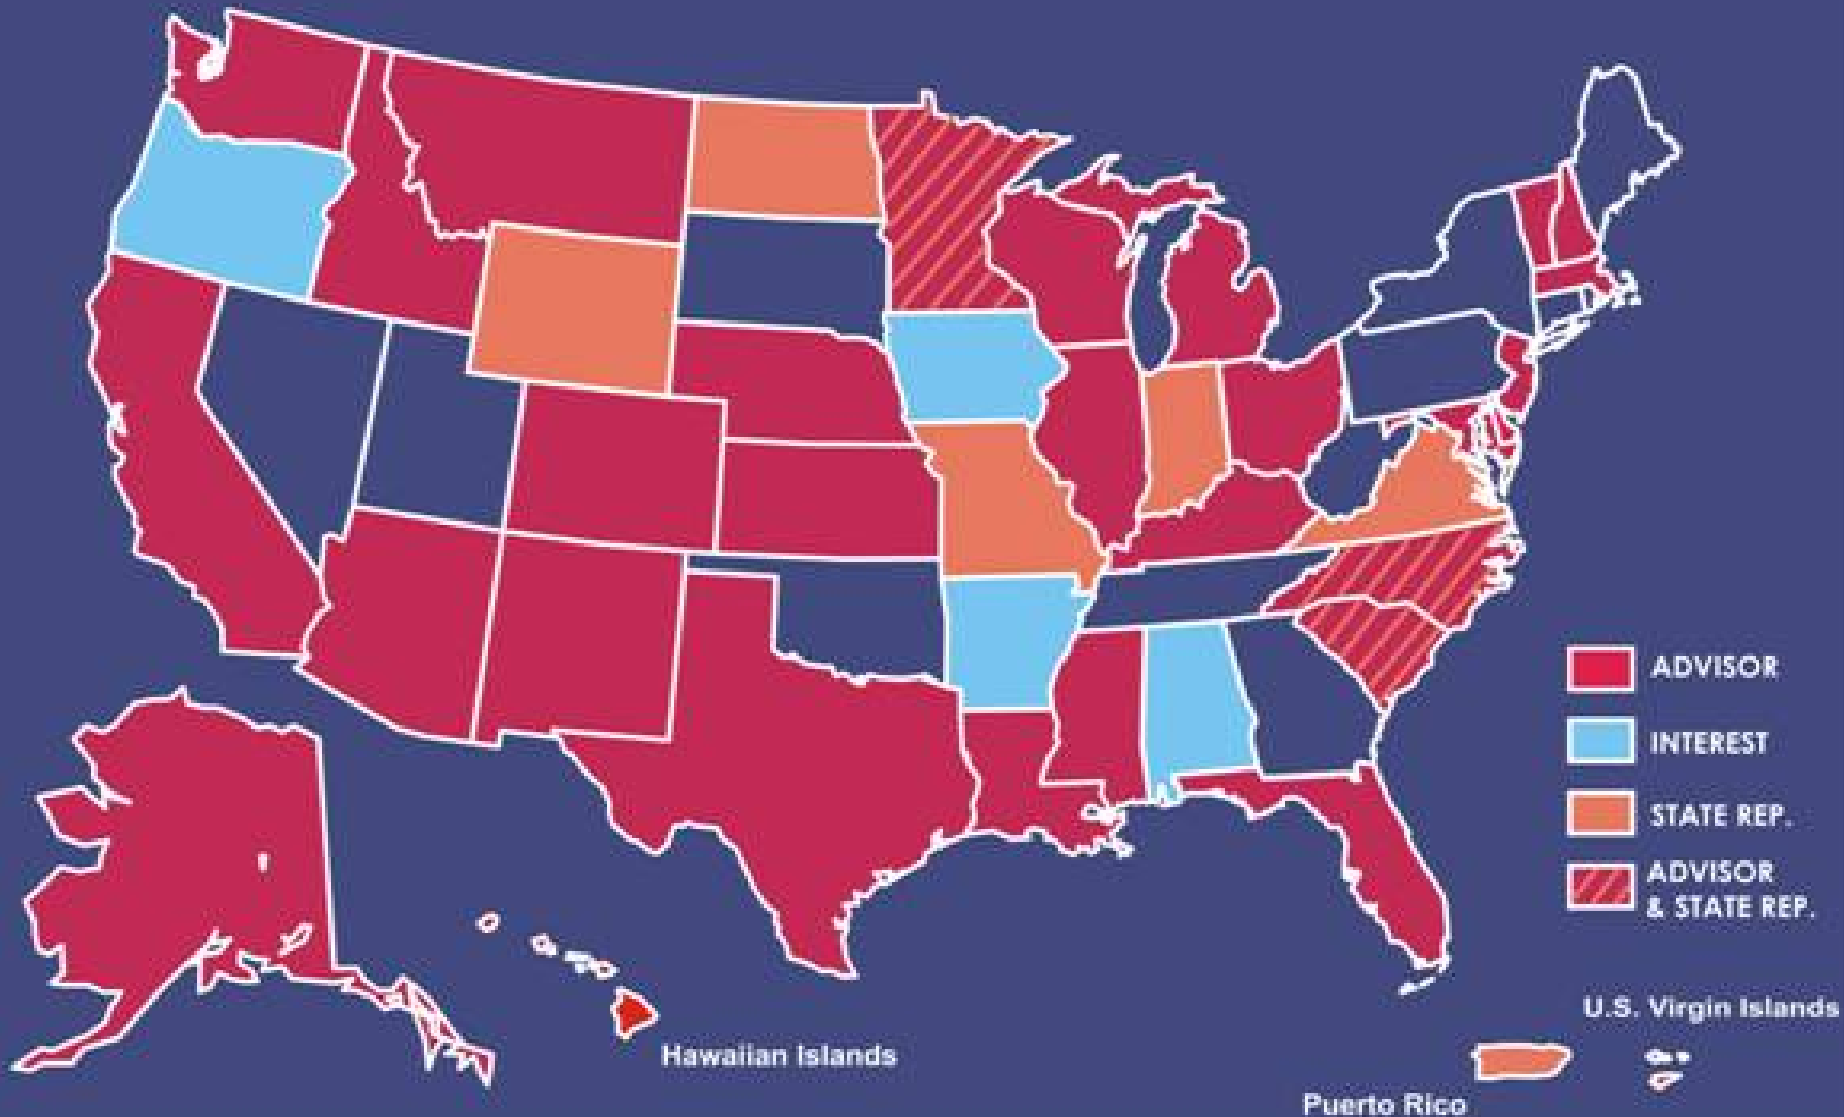 ADVISOR
INTEREST
STATE REP.
ADVISOR
& STATE REP.
U.S. Virgin Islands
Hawaiian Islands
Puerto Rico